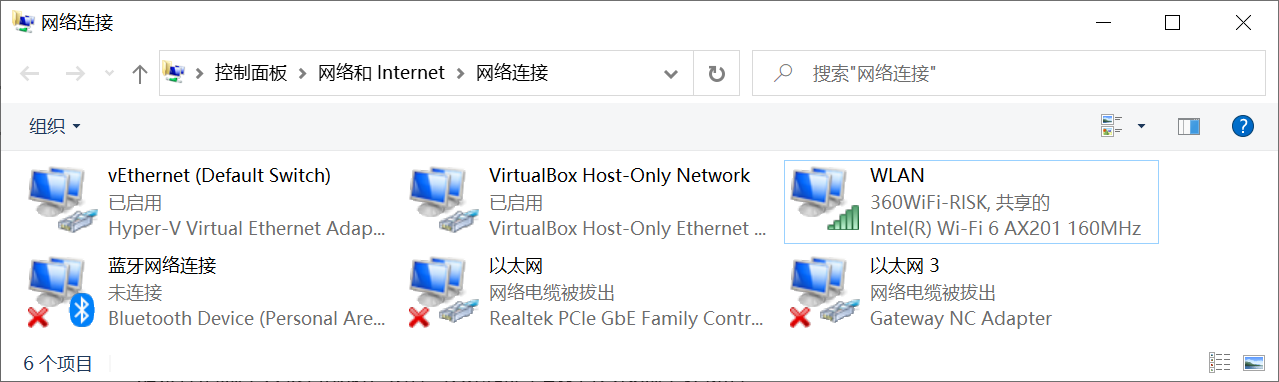 网络连接
控制面板 > 网络和 Internet > 网络连接
搜索"网络连接"
组织
vEthernet (Default Switch)
已启用
Hyper-V Virtual Ethernet Adap...
VirtualBox Host-Only Network
已启用
VirtualBox Host-Only Ethernet ...
WLAN
360WiFi-RISK, 共享的
Intel(R) Wi-Fi 6 AX201 160MHz
蓝牙网络连接
未连接
Bluetooth Device (Personal Are...
以太网
网络电缆被拔出
Realtek PCIe GbE Family Contr...
以太网 3
网络电缆被拔出
Gateway NC Adapter
6 个项目